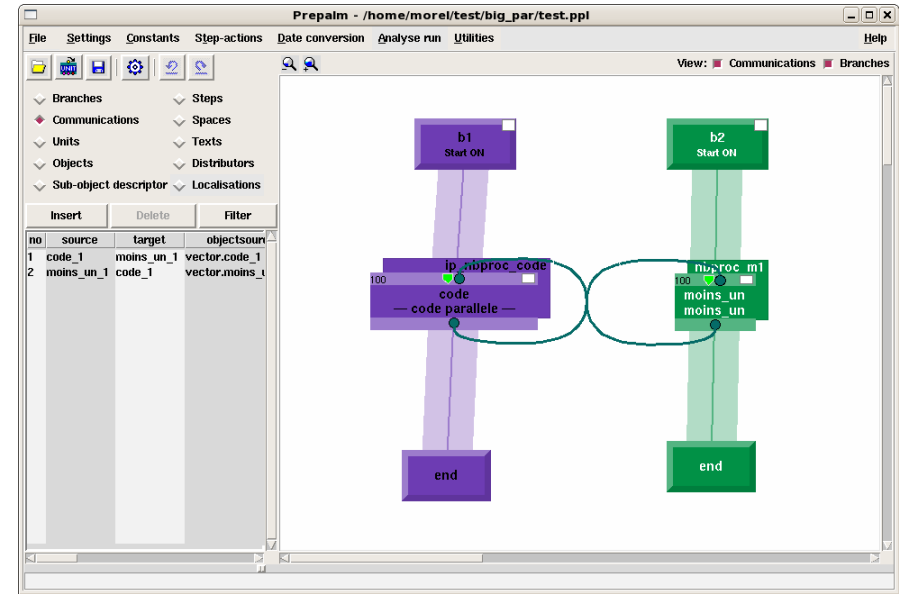 Prepalm - /home/morel/test/big_par/test.ppl
File Settings Constants Step-actions Date conversion Analyse run Utilities Help
UNIT
View: Communications Branches
Branches Steps
Communications Spaces
Units Texts
Objects Distributors
Sub-object descriptor Localisations
Insert Delete Filter
no source target objectsour
1 code_1 moins_un_1 vector.code_1
2 moins_un_1 code_1 vector.moins_u
b1
Start ON
ip_nbproc_code
100
code
— code parallele —
end
b2
Start ON
nbproc_m1
100
moins_un
moins_un
end